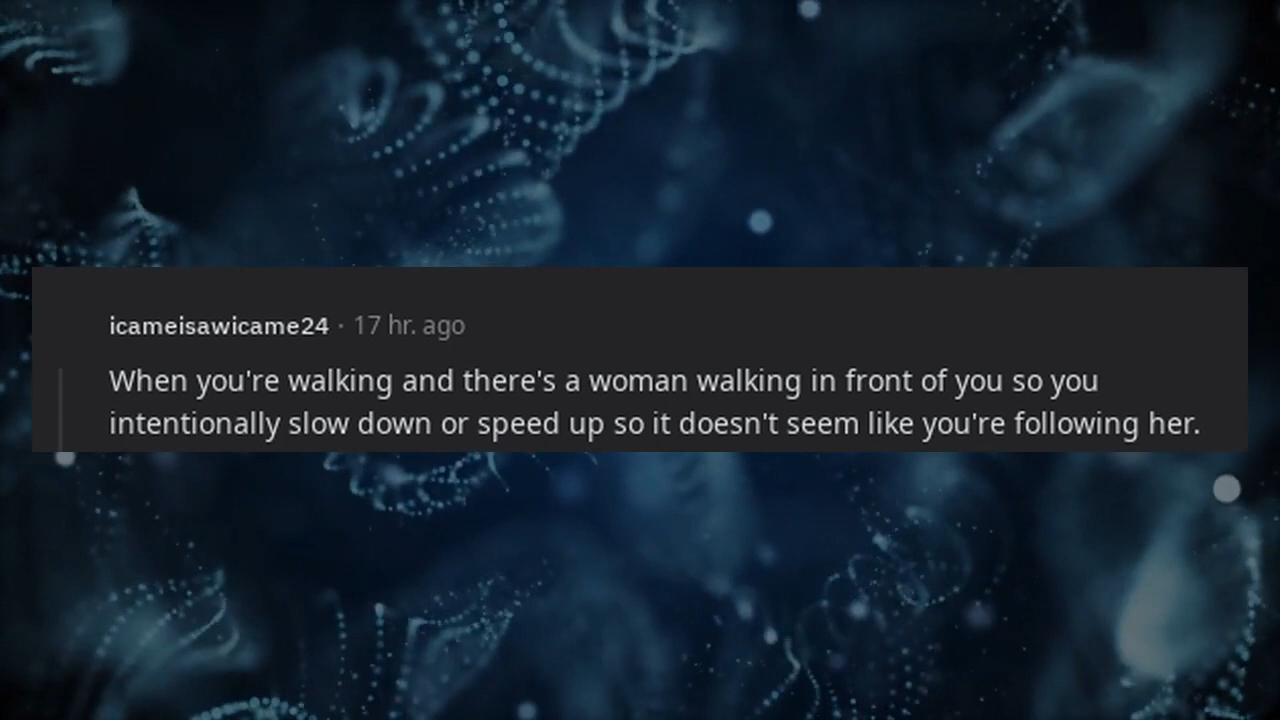 icameisawicame24 · 17 hr. ago
When you're walking and there's a woman walking in front of you so you
intentionally slow down or speed up so it doesn't seem like you're following her.